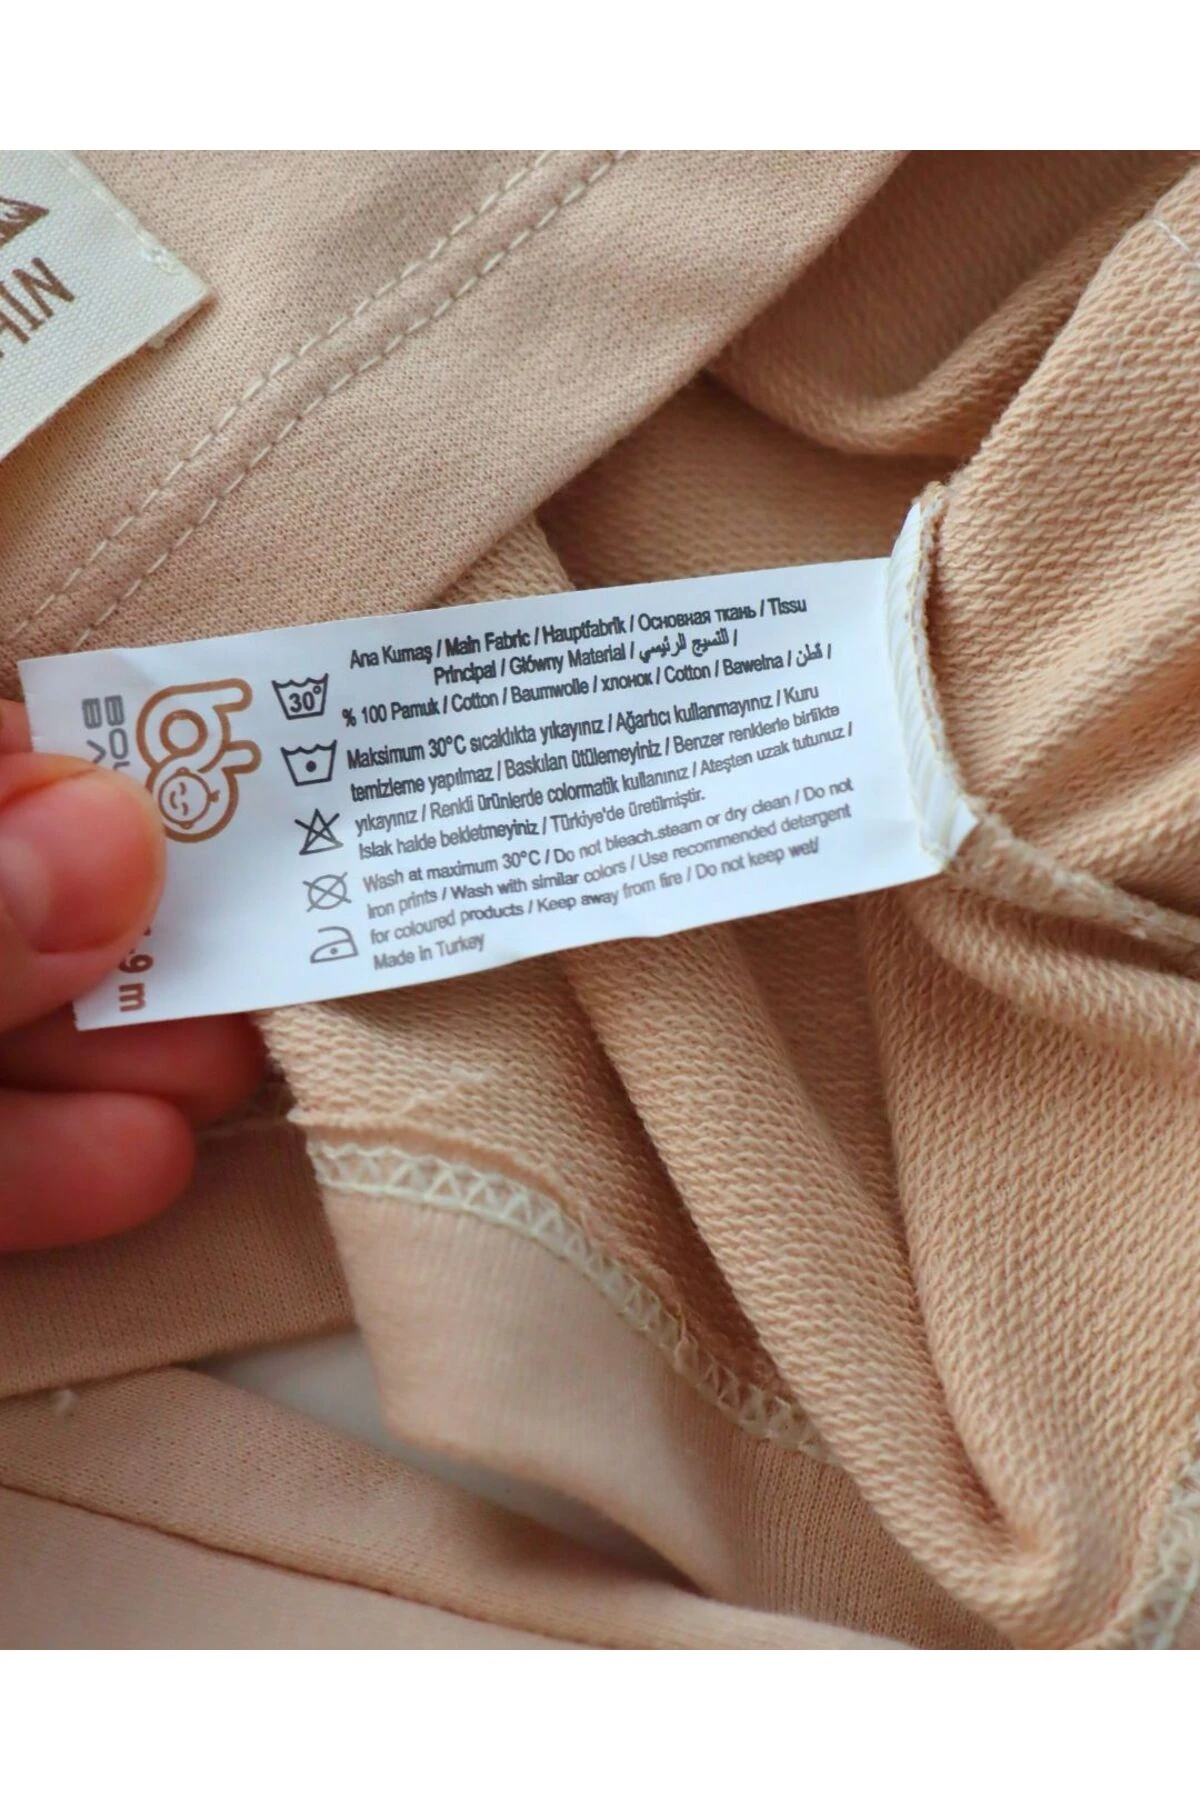 Ana Kumaş / Main Fabric / Hauptfabrik / Основная ткань / Tissu
Principal / Główny Material / النسيج الرئيسي /
% 100 Pamuk / Cotton / Baumwolle / хлопок / Cotton / Bawelna / قطن /
Maksimum 30°C sıcaklıkta yıkayınız / Ağartıcı kullanmayınız / Kuru
temizleme yapılmaz / Baskıları ütülemeyiniz / Benzer renklerle birlikte
yıkayınız / Renkli ürünlerde colormatik kullanınız / Ateşten uzak tutunuz /
Islak halde bekletmeyiniz / Türkiye'de üretilmiştir.
Wash at maximum 30°C / Do not bleach.steam or dry clean / Do not
iron prints / Wash with similar colors / Use recommended detergent
for coloured products / Keep away from fire / Do not keep wet/
Made in Turkey
30°
9 m